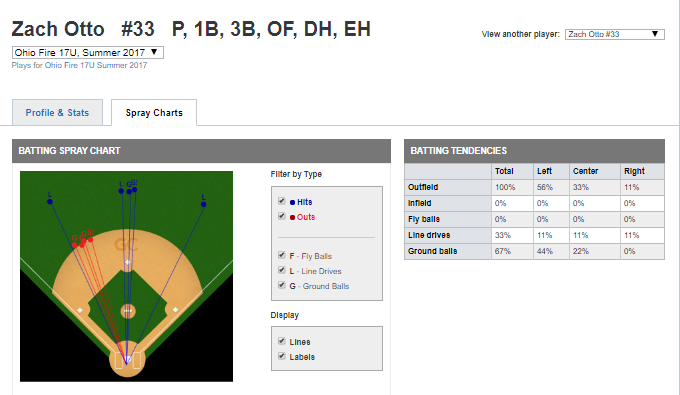 Zach Otto #33 P, 1B, 3B, OF, DH, EH
View another player: Zach Otto #33
Ohio Fire 17U, Summer 2017
Plays for Ohio Fire 17U Summer 2017
Profile & Stats
Spray Charts
BATTING SPRAY CHART
L
L
G
L
GC
Filter by Type
Hits
Outs
F - Fly Balls
L - Line Drives
G - Ground Balls
Display
Lines
Labels
BATTING TENDENCIES
Total Left Center Right
Outfield 100% 56% 33% 11%
Infield 0% 0% 0% 0%
Fly balls 0% 0% 0% 0%
Line drives 33% 11% 11% 11%
Ground balls 67% 44% 22% 0%